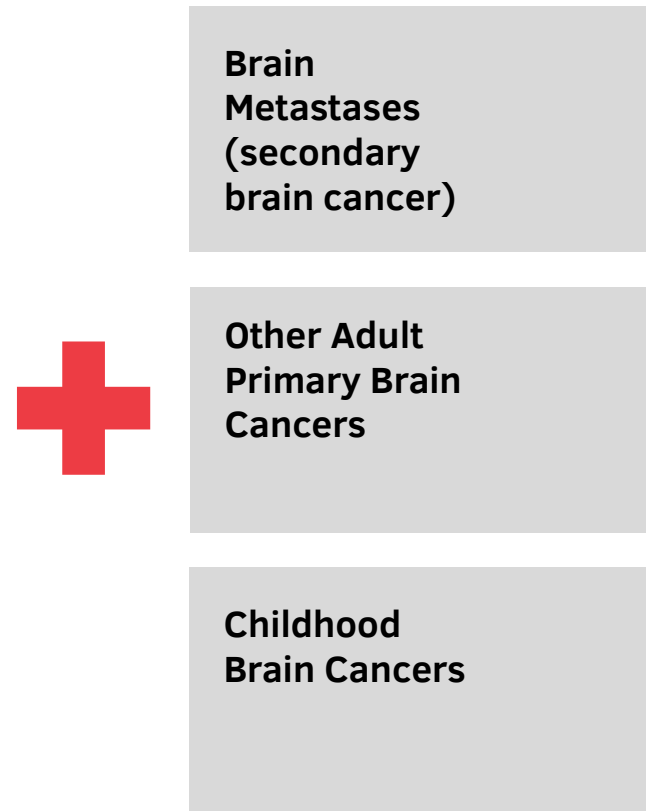 Brain
Metastases
(secondary
brain cancer)
Other Adult
Primary Brain
Cancers
Childhood
Brain Cancers